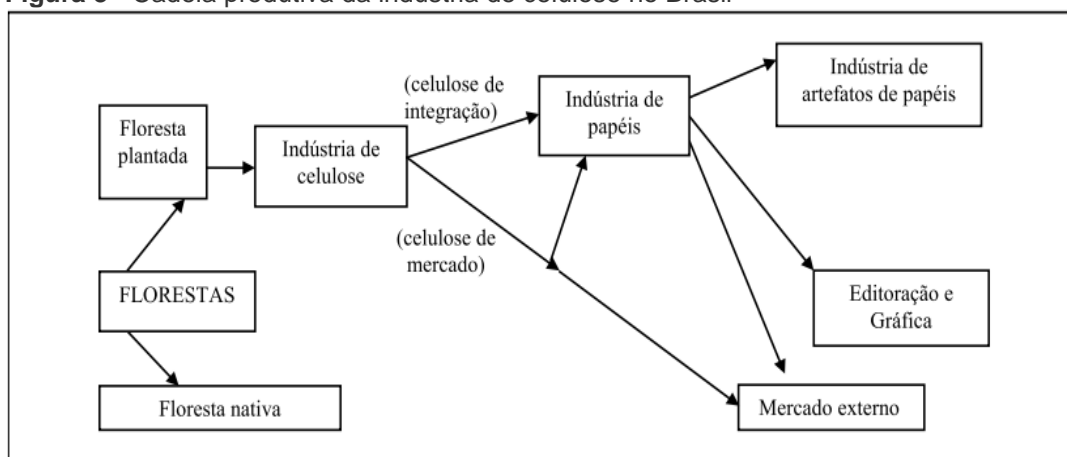 Figura 3 - Cadeia produtiva da indústria de celulose no Brasil
Indústria de
artefatos de papéis
(celulose de
integração)
Indústria de
papéis
Floresta
plantada
Indústria de
celulose
(celulose de
mercado)
FLORESTAS
Editoração e
Gráfica
Floresta nativa
Mercado externo